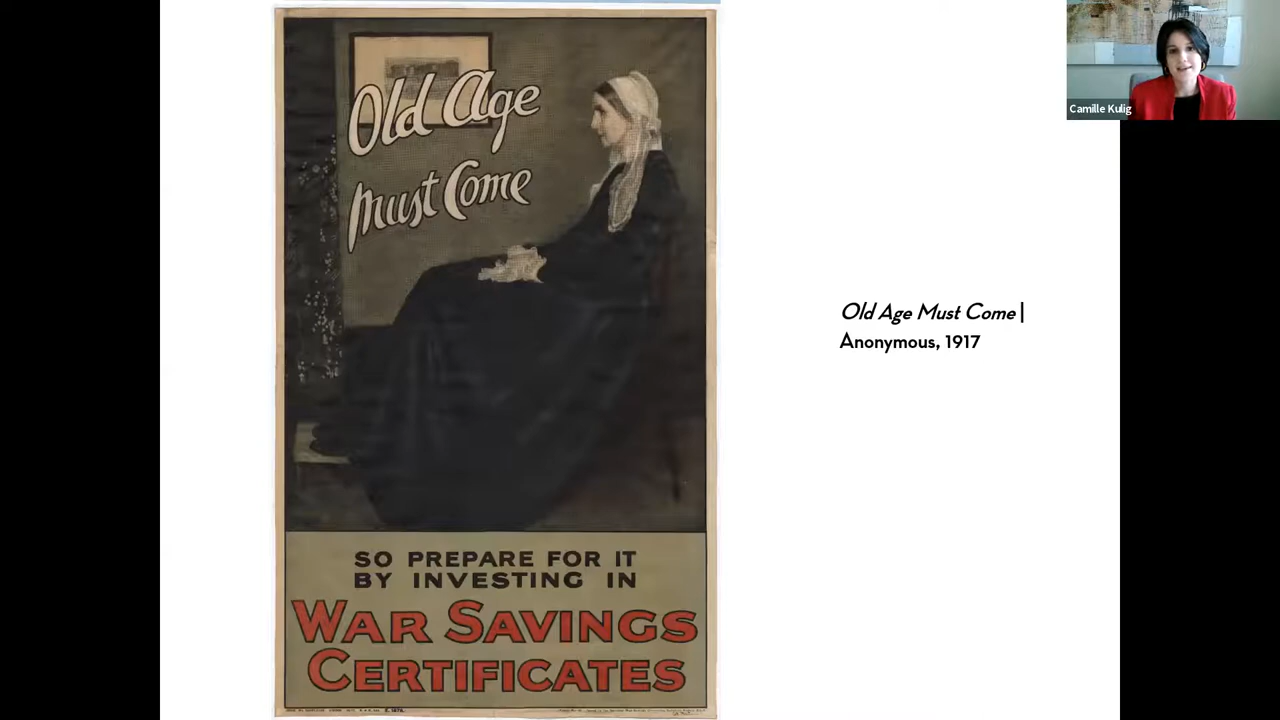 Old Age
Must Come
SO PREPARE FOR IT
BY INVESTING IN
WAR SAVINGS
CERTIFICATES
Old Age Must Come |
Anonymous, 1917
Camille Kulig